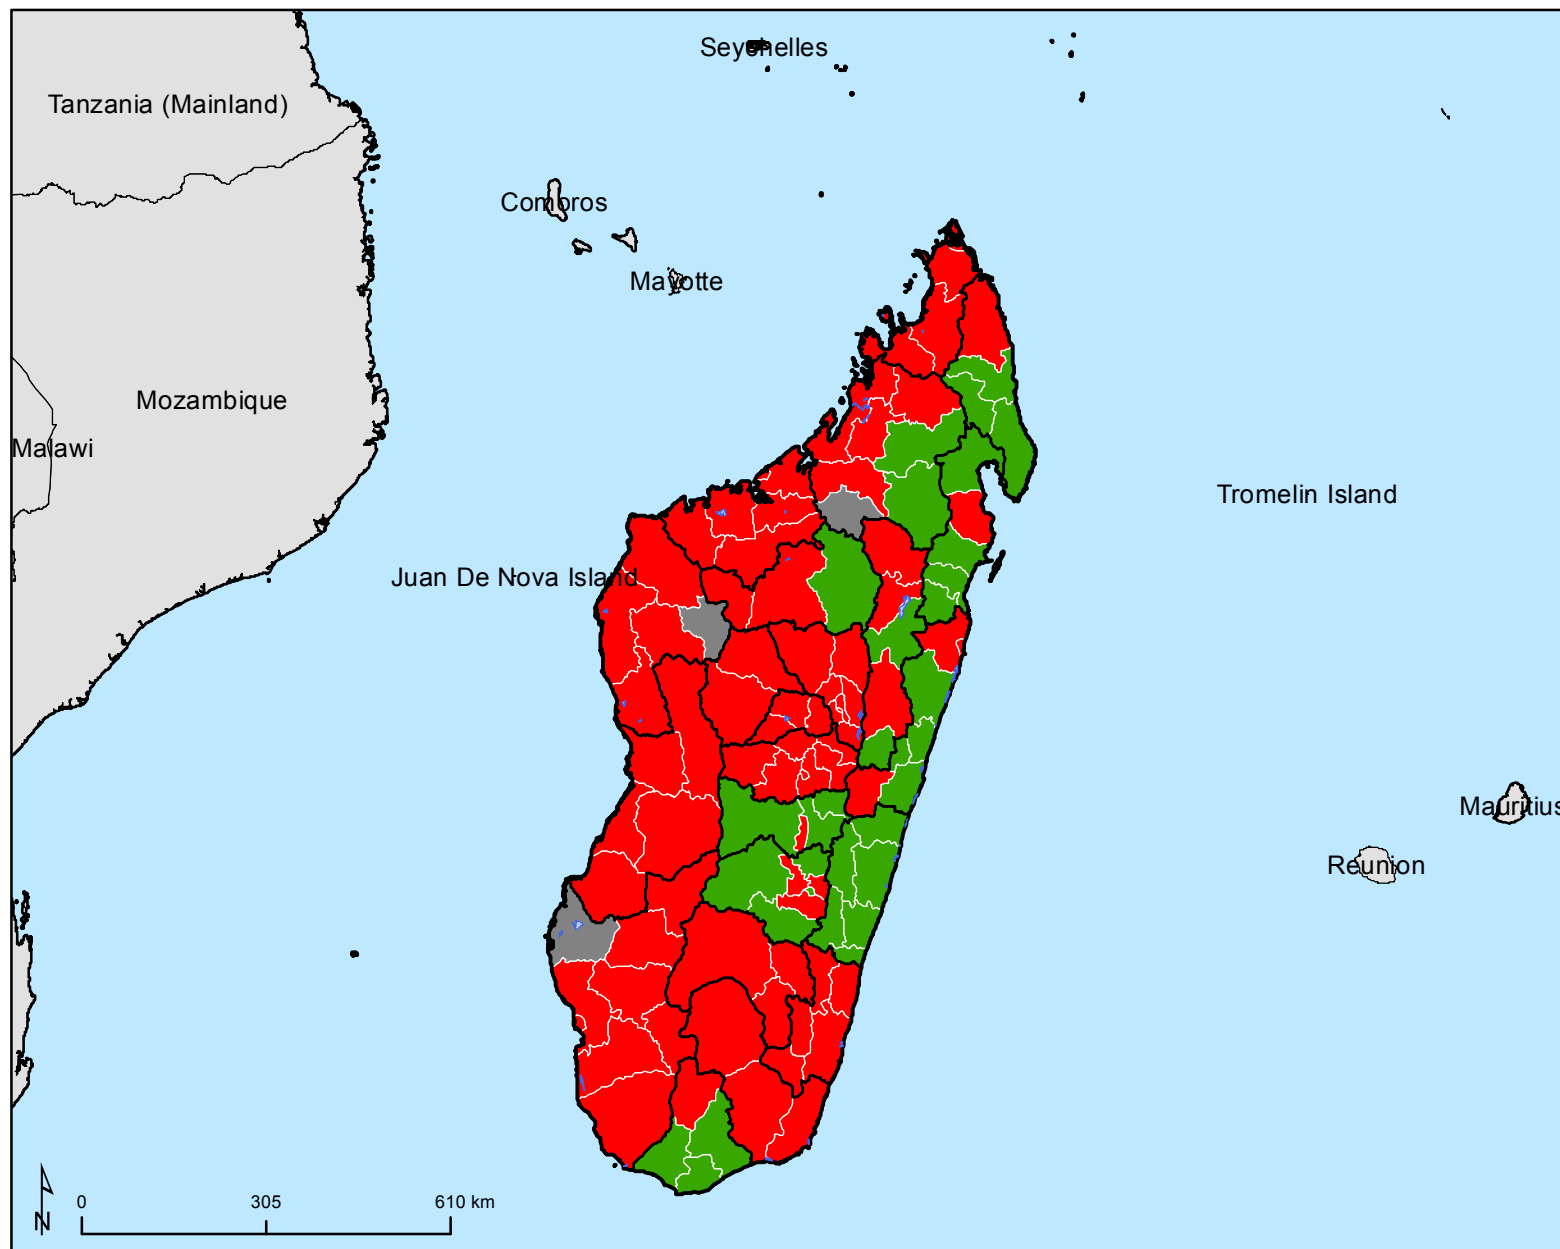 Seychelles
Tanzania (Mainland)
Comoros
Mayotte
Mozambique
Malawi
Tromelin Island
Juan De Nova Island
Mauritius
Reunion
0 305 610 km
N